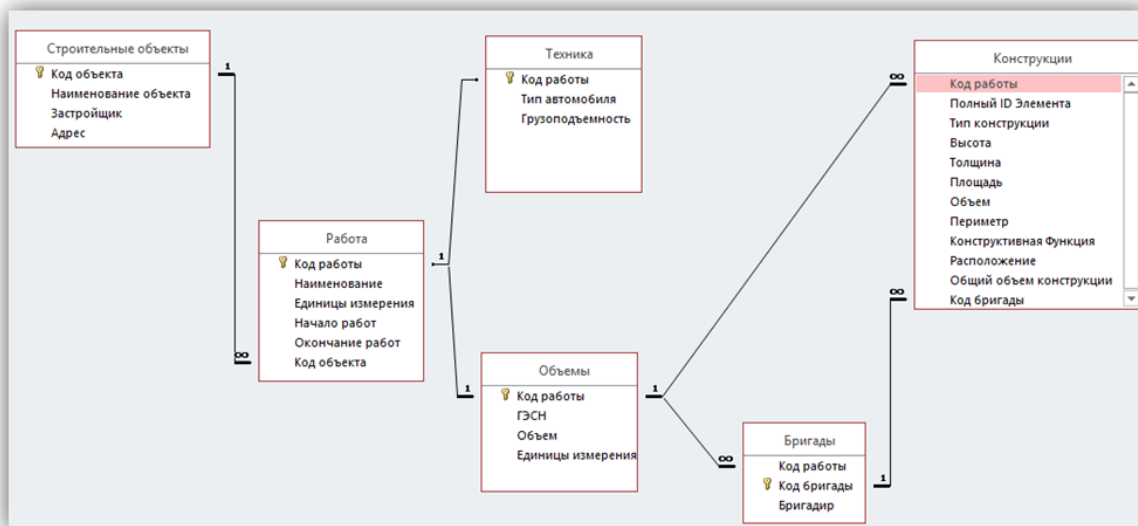 Строительные объекты
Код объекта
Наименование объекта
Застройщик
Адрес
1
∞
Техника
Код работы
Тип автомобиля
Грузоподъемность
Работа
Код работы
Наименование
Единицы измерения
Начало работ
Окончание работ
Код объекта
1
1
Объемы
Код работы
ГЭСН
Объем
Единицы измерения
1
∞
∞
Бригады
Код работы
Код бригады
Бригадир
1
∞
Конструкции
Код работы
Полный ID Элемента
Тип конструкции
Высота
Толщина
Площадь
Объем
Периметр
Конструктивная Функция
Расположение
Общий объем конструкции
Код бригады